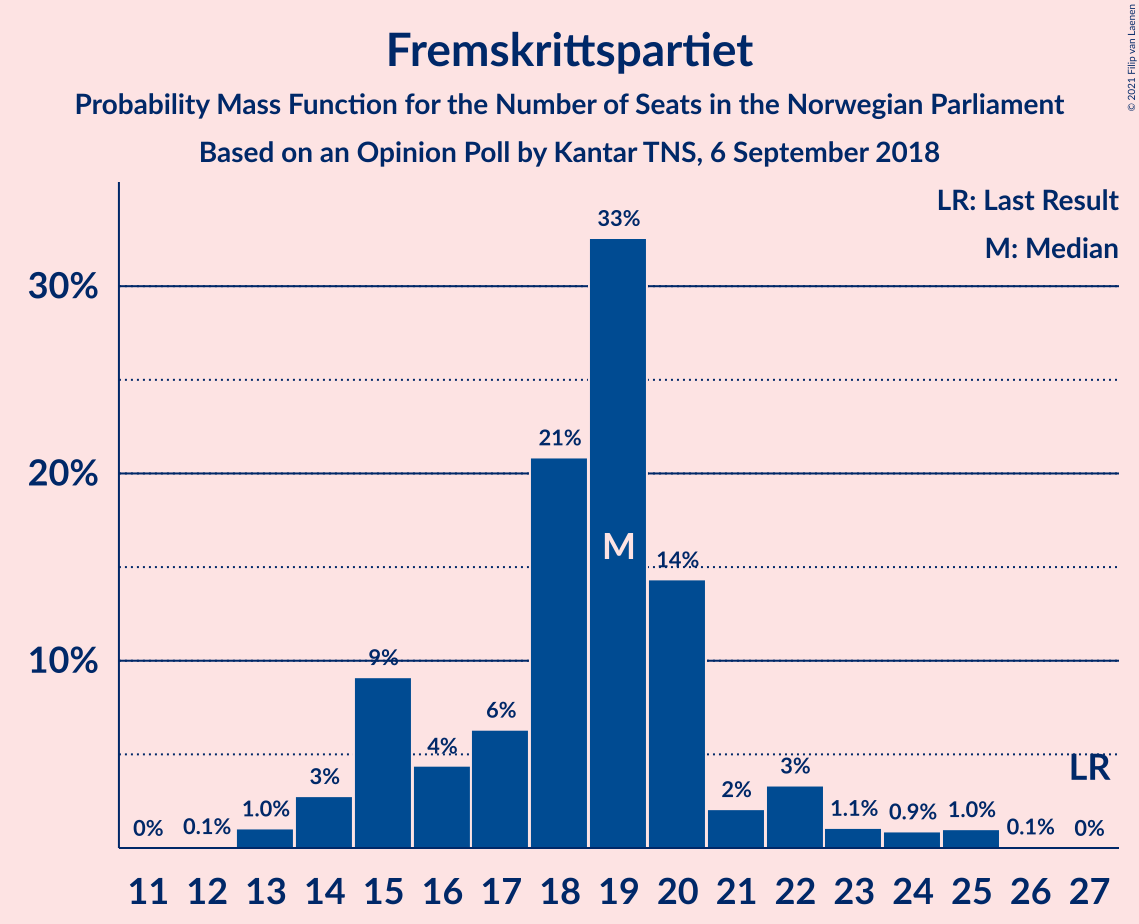 Fremskrittspartiet
Probability Mass Function for the Number of Seats in the Norwegian Parliament
Based on an Opinion Poll by Kantar TNS, 6 September 2018
© 2021 Filip van Laenen
LR: Last Result
M: Median
30%
20%
10%
0% 0.1% 1.0% 3% 9% 4% 6% 21% 33% 14% 2% 3% 1.1% 0.9% 1.0% 0.1% 0%
M
LR
11 12 13 14 15 16 17 18 19 20 21 22 23 24 25 26 27